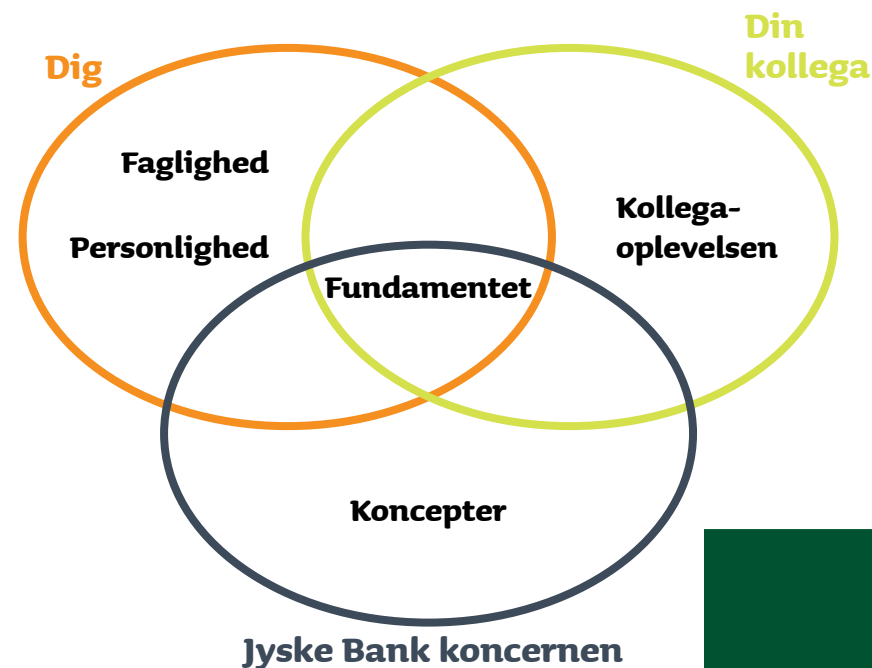 Din
kollega
Dig
Faglighed
Personlighed
Kollega-
oplevelsen
Fundamentet
Koncepter
Jyske Bank koncernen